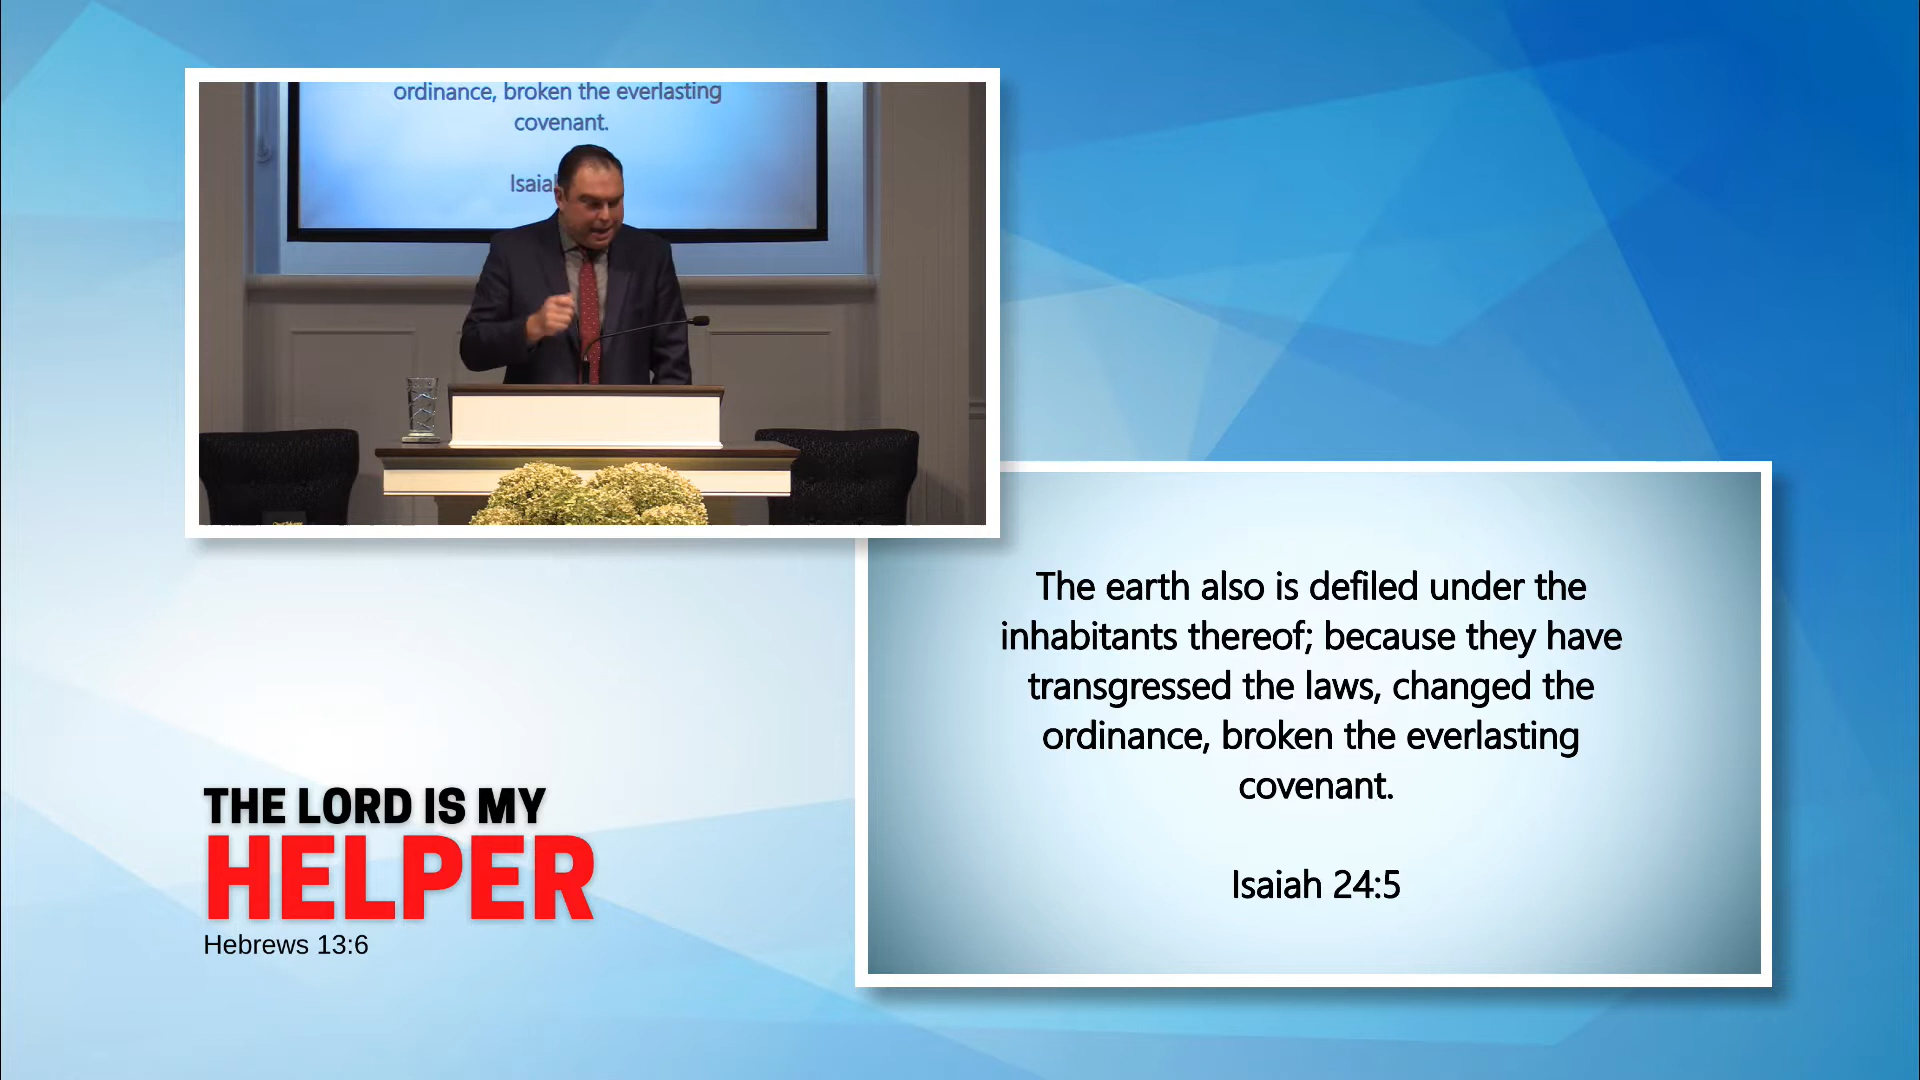 ordinance, broken the everlasting
covenant.
Isaiah
The earth also is defiled under the
inhabitants thereof; because they have
transgressed the laws, changed the
ordinance, broken the everlasting
covenant.
Isaiah 24:5
THE LORD IS MY
HELPER
Hebrews 13:6